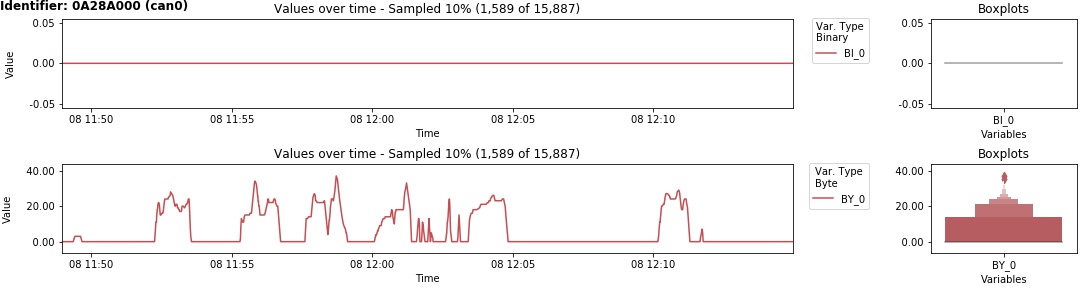 Identifier: 0A28A000 (can0)
Values over time - Sampled 10% (1,589 of 15,887)
Boxplots
0.05
0.00
-0.05
Value
08 11:50
08 11:55
08 12:00
08 12:05
08 12:10
Time
Var. Type
Binary
BI_0
0.05
0.00
-0.05
BI_0
Variables
Values over time - Sampled 10% (1,589 of 15,887)
Boxplots
40.00
20.00
0.00
Value
08 11:50
08 11:55
08 12:00
08 12:05
08 12:10
Time
Var. Type
Byte
BY_0
40.00
20.00
0.00
BY_0
Variables